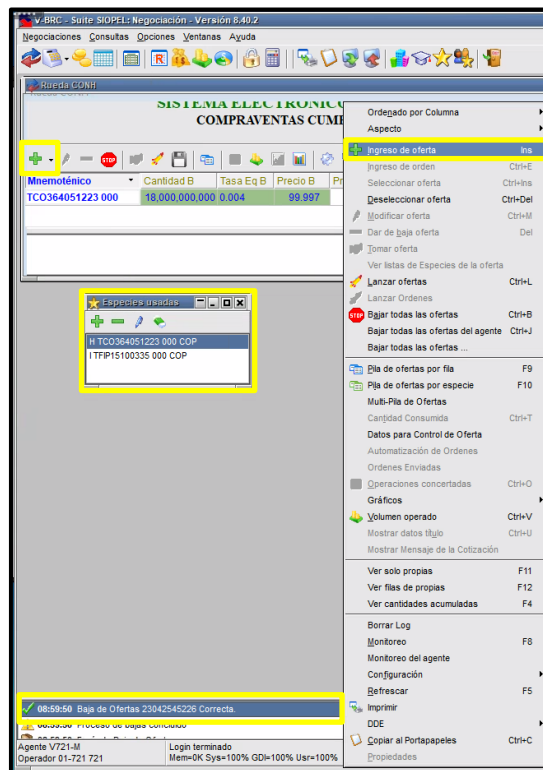 V-BRC - Suite SIOPEL: Negociación - Versión 8.40.2
Negociaciones Consultas Opciones Ventanas Ayuda
Rueda CONH
SISTEMA ELECTRONICO
COMPRAVENTAS CUM
Mnemotécnico Cantidad B Tasa Eq B Precio B Pr
TCO364051223 000 18,000,000,000 0.004 99.997
Especies usadas
H TCO364051223 000 COP
I TFIP15100335 000 COP
Ordenado por Columna
Aspecto
Ingreso de oferta Ins
Ingreso de orden Ctrl+E
Seleccionar oferta Ctrl+Ins
Deseleccionar oferta Ctrl+Del
Modificar oferta Ctrl+M
Dar de baja oferta Del
Tomar oferta
Ver listas de Especies de la oferta
Lanzar ofertas Ctrl+L
Lanzar Ordenes
STOP Bajar todas las ofertas Ctrl+B
Bajar todas las ofertas del agente Ctrl+J
Bajar todas las ofertas ...
Pila de ofertas por fila F9
Pila de ofertas por especie F10
Multi-Pila de Ofertas
Cantidad Consumida Ctrl+T
Datos para Control de Oferta
Automatización de Ordenes
Ordenes Enviadas
Operaciones concertadas Ctrl+O
Gráficos
Volumen operado Ctrl+V
Mostrar datos título Ctrl+U
Mostrar Mensaje de la Cotización
Ver solo propias F11
Ver filas de propias F12
Ver cantidades acumuladas F4
Borrar Log
Monitoreo F8
Monitoreo del agente
Configuración
Refrescar F5
Imprimir
DDE
Copiar al Portapapeles Ctrl+C
Propiedades
08:59:50 Baja de Ofertas 23042545226 Correcta.
08:59:50 Proceso de bajas concluido
Agente V721-M Login terminado
Operador 01-721 721 Mem=0K Sys=100% GDI=100% Usr=100%